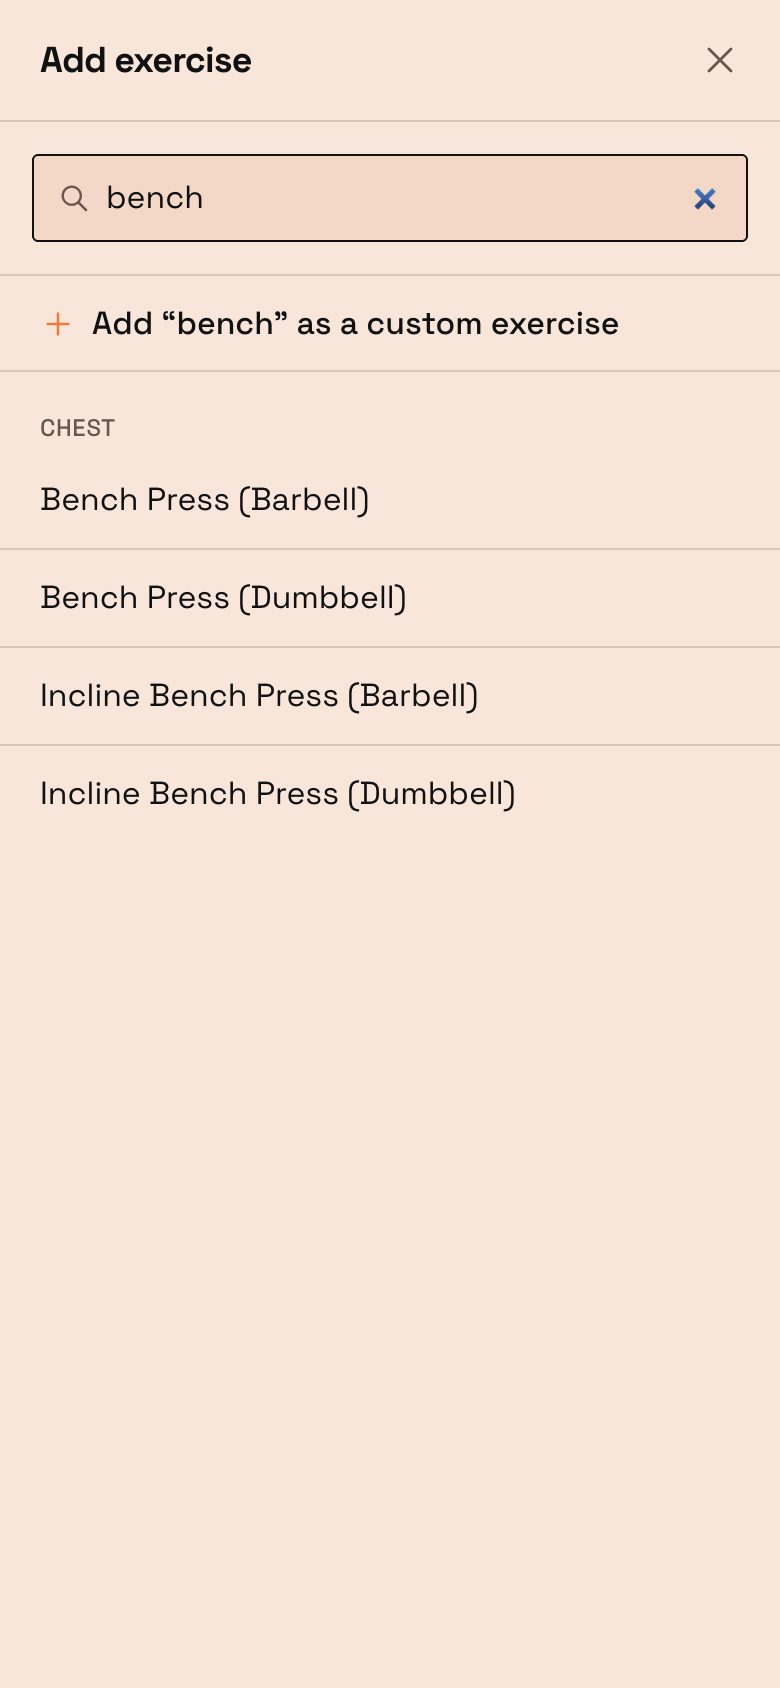 Add exercise
bench
Add “bench” as a custom exercise
CHEST
Bench Press (Barbell)
Bench Press (Dumbbell)
Incline Bench Press (Barbell)
Incline Bench Press (Dumbbell)